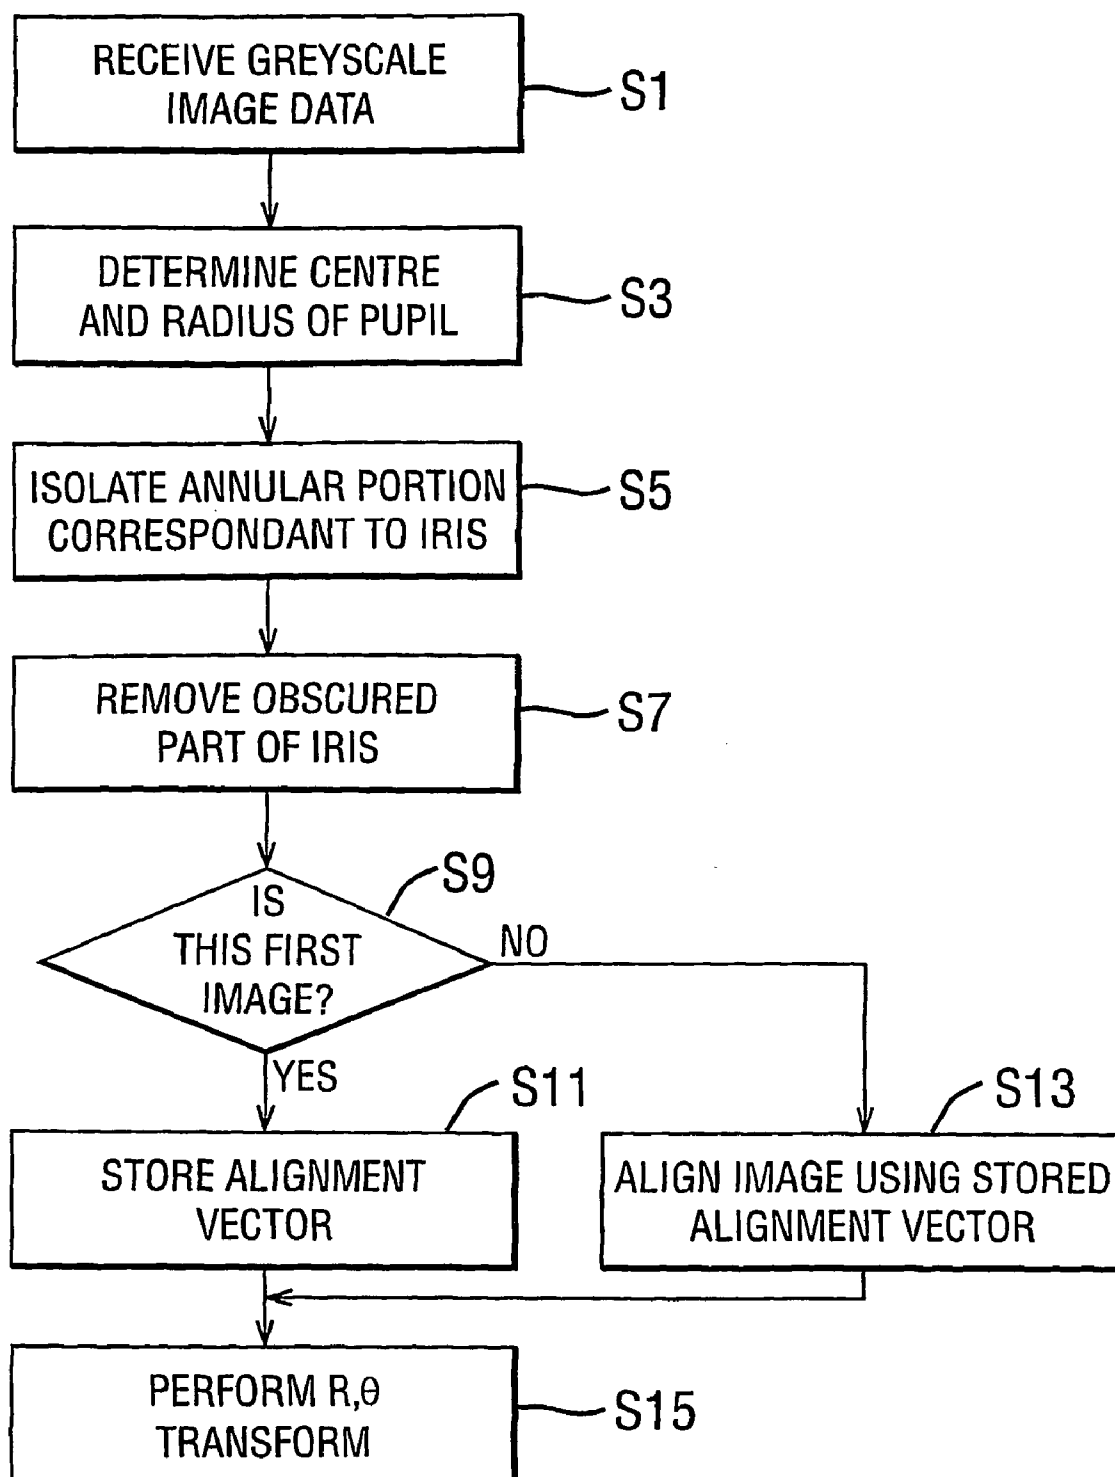 RECEIVE GREYSCALE
IMAGE DATA
S1
DETERMINE CENTRE
AND RADIUS OF PUPIL
S3
ISOLATE ANNULAR PORTION
CORRESPONDANT TO IRIS
S5
REMOVE OBSCURED
PART OF IRIS
S7
S9
IS
THIS FIRST
IMAGE?
NO
YES
S11
STORE ALIGNMENT
VECTOR
S13
ALIGN IMAGE USING STORED
ALIGNMENT VECTOR
PERFORM R,θ
TRANSFORM
S15